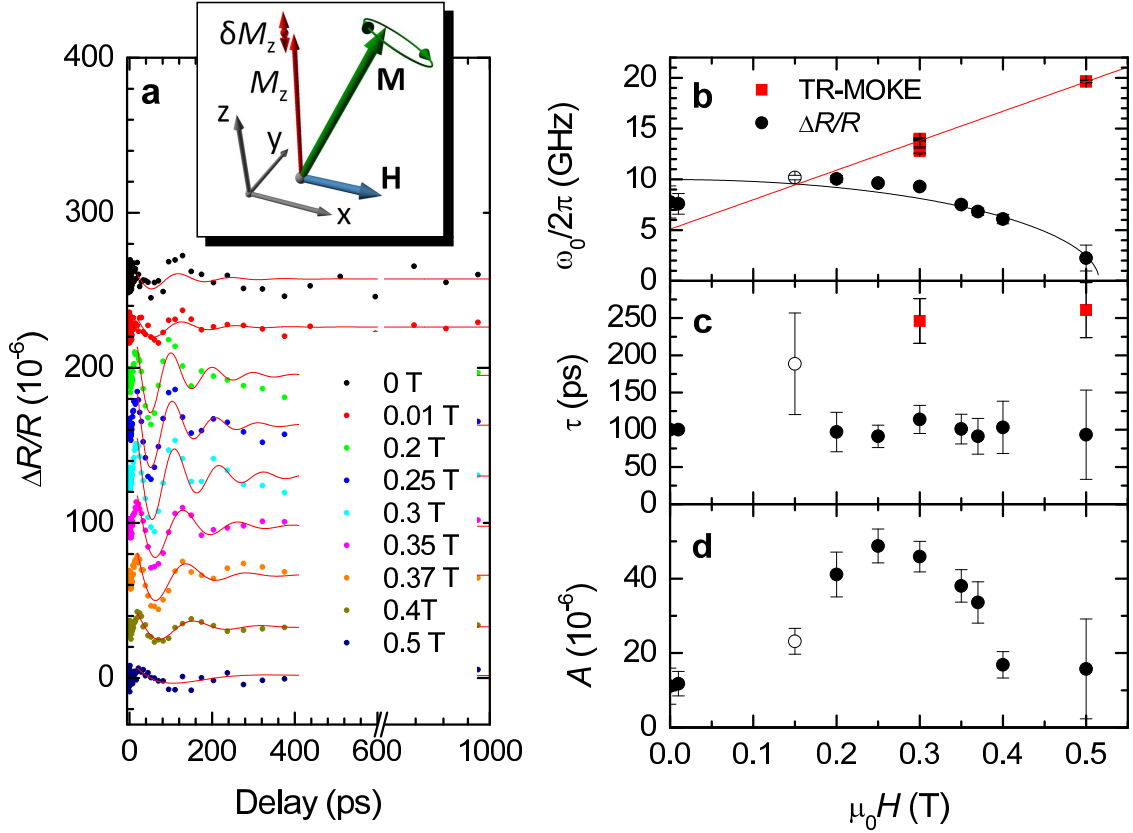 a
400
300
200
100
0
ΔR/R (10⁻⁶)
0
200
400
600
1000
Delay (ps)
δM_z
M_z
M
H
z
y
x
0 T
0.01 T
0.2 T
0.25 T
0.3 T
0.35 T
0.37 T
0.4T
0.5 T
b
TR-MOKE
ΔR/R
20
15
10
5
0
ω₀/2π (GHz)
c
250
200
150
100
50
0
τ (ps)
d
40
20
0
A (10⁻⁶)
0.0
0.1
0.2
0.3
0.4
0.5
μ₀H (T)